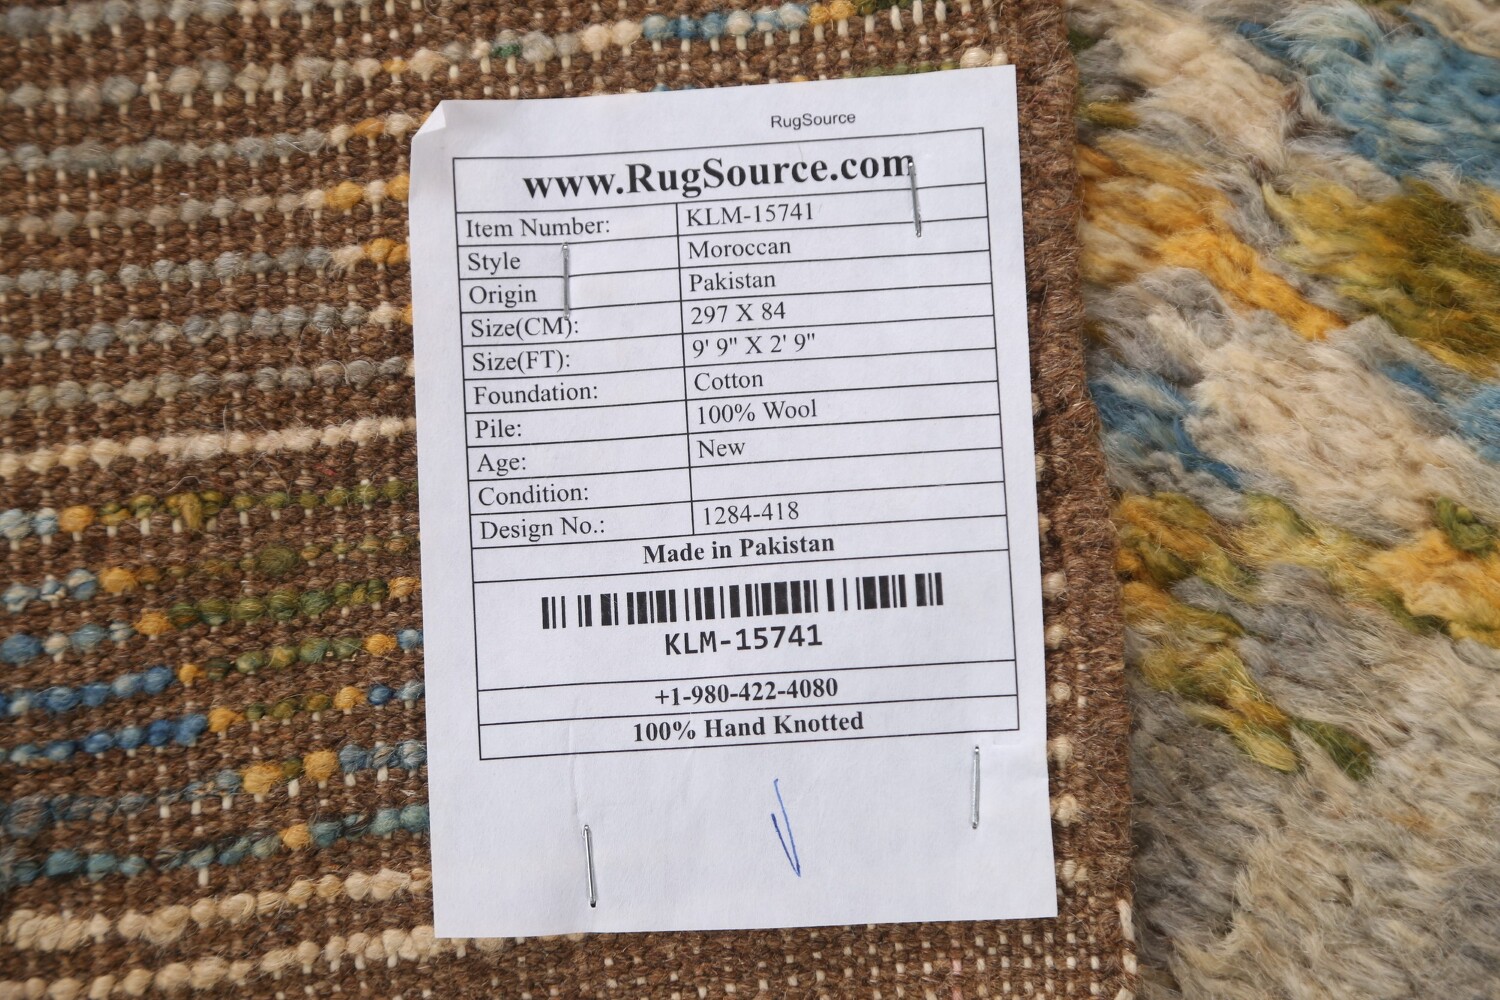 RugSource
www.RugSource.com
Item Number: KLM-15741
Style Moroccan
Origin Pakistan
Size(CM): 297 X 84
Size(FT): 9' 9" X 2' 9"
Foundation: Cotton
Pile: 100% Wool
Age: New
Condition:
Design No.: 1284-418
Made in Pakistan
KLM-15741
+1-980-422-4080
100% Hand Knotted